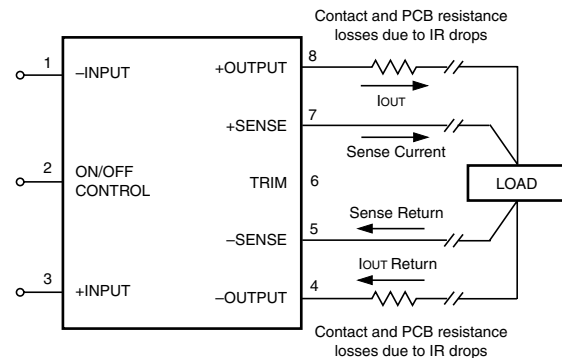 Contact and PCB resistance
losses due to IR drops
1
–INPUT
+OUTPUT
8
IOUT
7
+SENSE
Sense Current
2
ON/OFF
CONTROL
TRIM
6
LOAD
Sense Return
5
–SENSE
IOUT Return
3
+INPUT
–OUTPUT
4
Contact and PCB resistance
losses due to IR drops